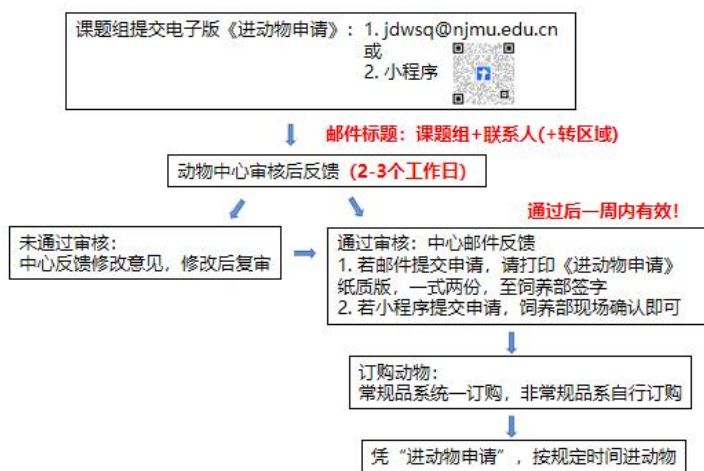 课题组提交电子版《进动物申请》：1. jdwsq@njmu.edu.cn
或
2. 小程序
邮件标题：课题组+联系人(+转区域)
动物中心审核后反馈（2-3个工作日）
通过后一周内有效！
未通过审核：
中心反馈修改意见，修改后复审
通过审核：中心邮件反馈
1. 若邮件提交申请，请打印《进动物申请》
纸质版，一式两份，至饲养部签字
2. 若小程序提交申请，饲养部现场确认即可
订购动物：
常规品系统一订购，非常规品系自行订购
凭“进动物申请”，按规定时间进动物